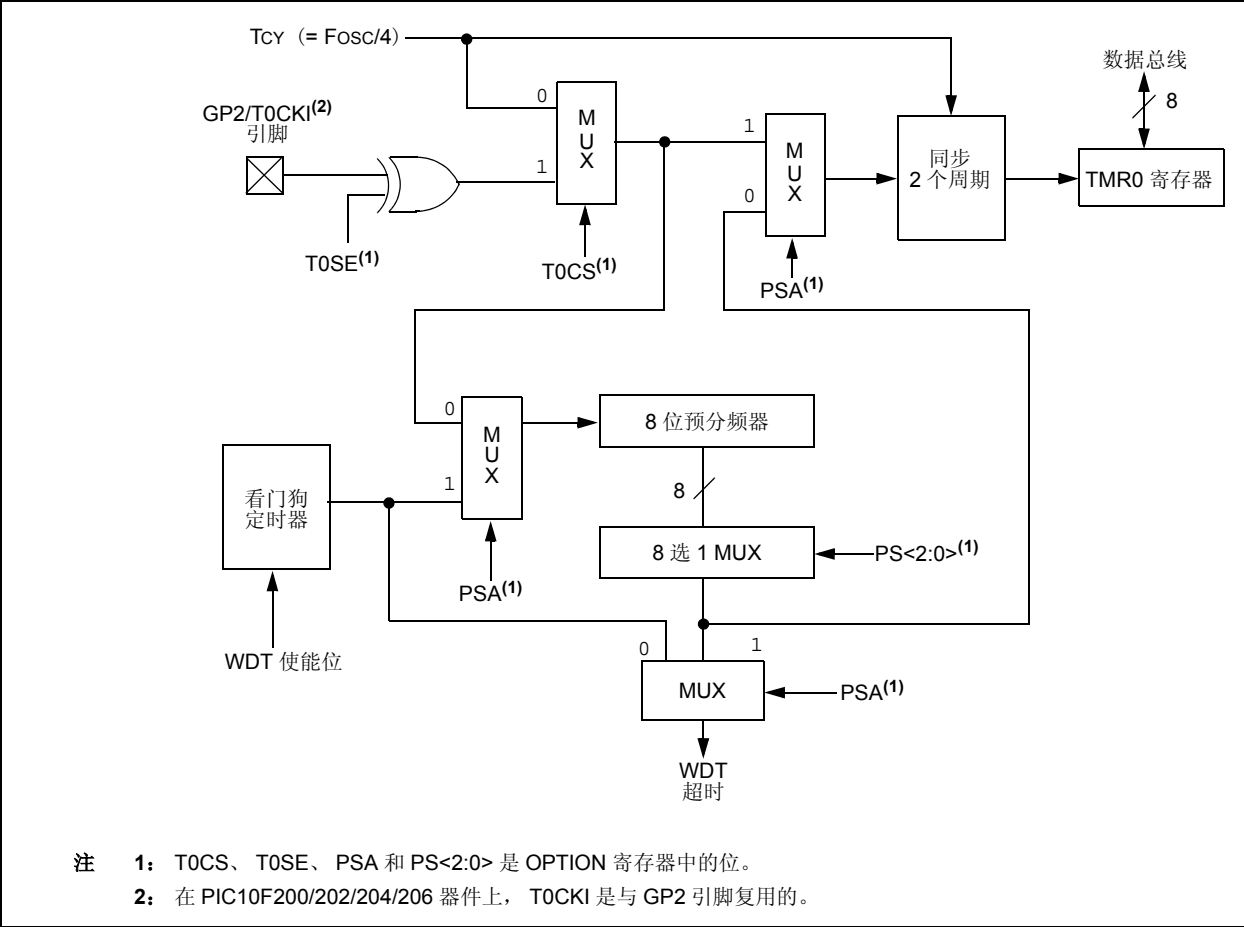 TCY （= FOSC/4）
数据总线
8
GP2/T0CKI(2)
引脚
0
M
U
X
1
T0SE(1)
T0CS(1)
1
M
U
X
0
PSA(1)
同步
2 个周期
TMR0 寄存器
0
M
U
X
1
8 位预分频器
8
看门狗
定时器
8 选 1 MUX
PS<2:0>(1)
PSA(1)
WDT 使能位
0
1
MUX
PSA(1)
WDT
超时
注 1： T0CS、 T0SE、 PSA 和 PS<2:0> 是 OPTION 寄存器中的位。
2： 在 PIC10F200/202/204/206 器件上， T0CKI 是与 GP2 引脚复用的。